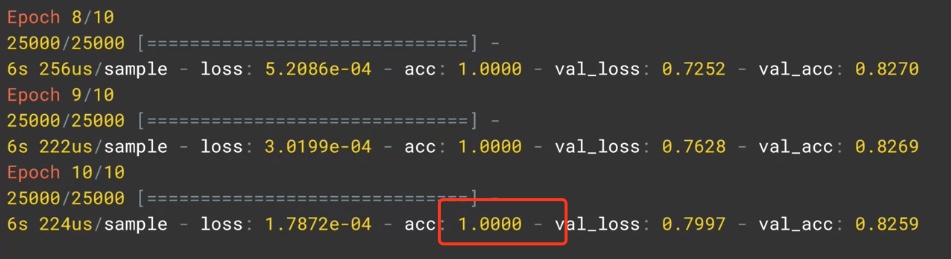 Epoch 8/10
25000/25000 [==============================] -
6s 256us/sample - loss: 5.2086e-04 - acc: 1.0000 - val_loss: 0.7252 - val_acc: 0.8270
Epoch 9/10
25000/25000 [==============================] -
6s 222us/sample - loss: 3.0199e-04 - acc: 1.0000 - val_loss: 0.7628 - val_acc: 0.8269
Epoch 10/10
25000/25000 [==============================] -
6s 224us/sample - loss: 1.7872e-04 - acc: 1.0000 - val_loss: 0.7997 - val_acc: 0.8259